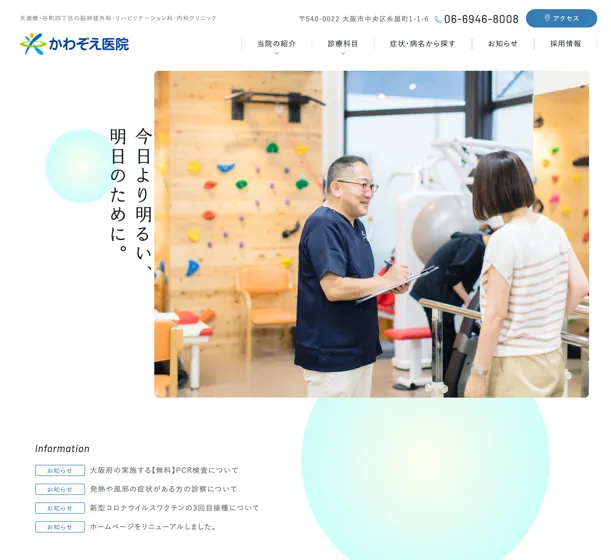 天満橋・谷町四丁目の脳神経外科・リハビリテーション科・内科クリニック
〒540-0022 大阪市中央区糸屋町1-1-6
06-6946-8008
アクセス
かわぞえ医院
当院の紹介
診療科目
症状・病名から探す
お知らせ
採用情報
今日より明るい、
明日のために。
Information
お知らせ 大阪府の実施する【無料】PCR検査について
お知らせ 発熱や風邪の症状がある方の診察について
お知らせ 新型コロナウイルスワクチンの3回目接種について
お知らせ ホームページをリニューアルしました。